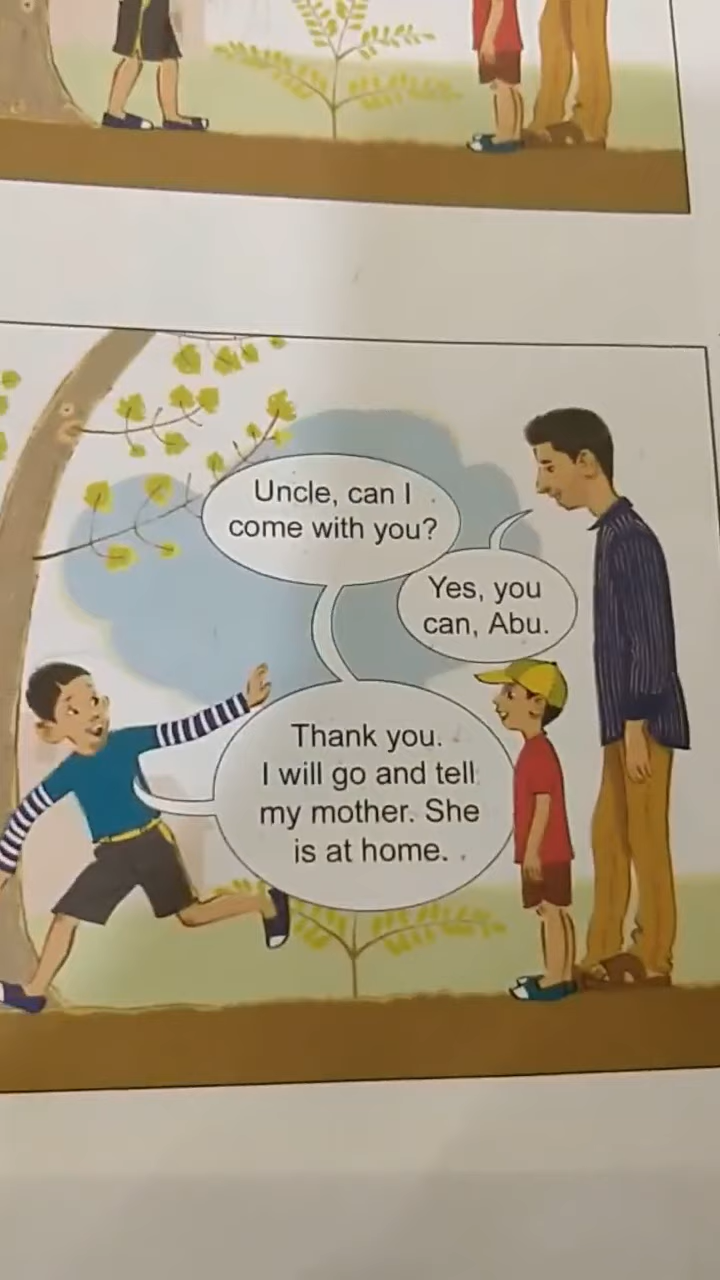 Uncle, can I
come with you?
Yes, you
can, Abu.
Thank you.
I will go and tell
my mother. She
is at home.